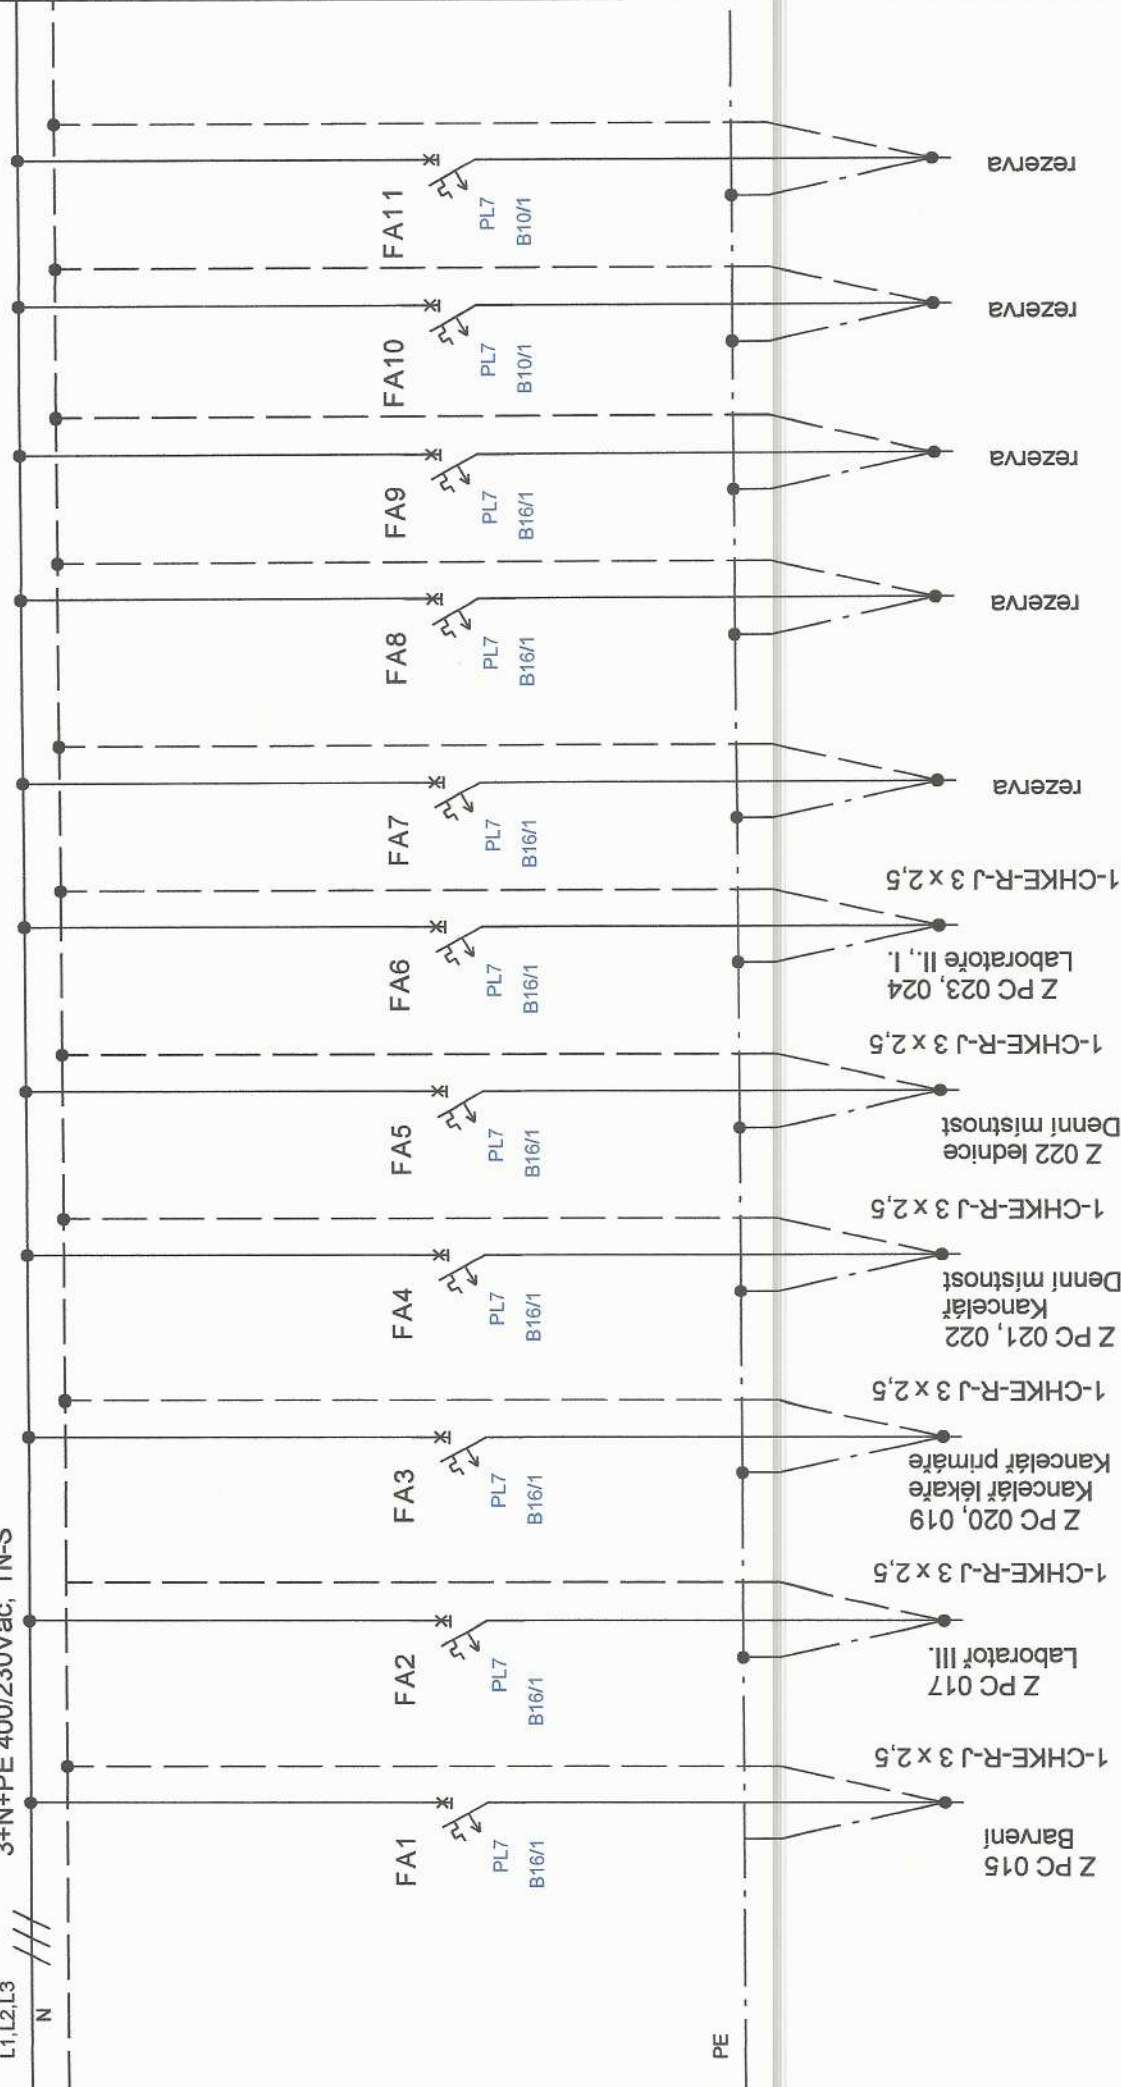 3+N+PE 400/230Vac, TN-S
L1,L2,L3
N
PE
FA1
PL7
B16/1
1-CHKE-R-J 3 x 2,5
Z PC 015
Barvení
FA2
PL7
B16/1
1-CHKE-R-J 3 x 2,5
Z PC 017
Laboratoř III.
FA3
PL7
B16/1
1-CHKE-R-J 3 x 2,5
Z PC 020, 019
Kancelář lékaře
Kancelář primáře
FA4
PL7
B16/1
1-CHKE-R-J 3 x 2,5
Z PC 021, 022
Kancelář
Denní místnost
FA5
PL7
B16/1
1-CHKE-R-J 3 x 2,5
Z 022 lednice
Denní místnost
FA6
PL7
B16/1
1-CHKE-R-J 3 x 2,5
Z PC 023, 024
Laboratoře II., I.
FA7
PL7
B16/1
rezerva
FA8
PL7
B16/1
rezerva
FA9
PL7
B16/1
rezerva
FA10
PL7
B10/1
rezerva
FA11
PL7
B10/1
rezerva